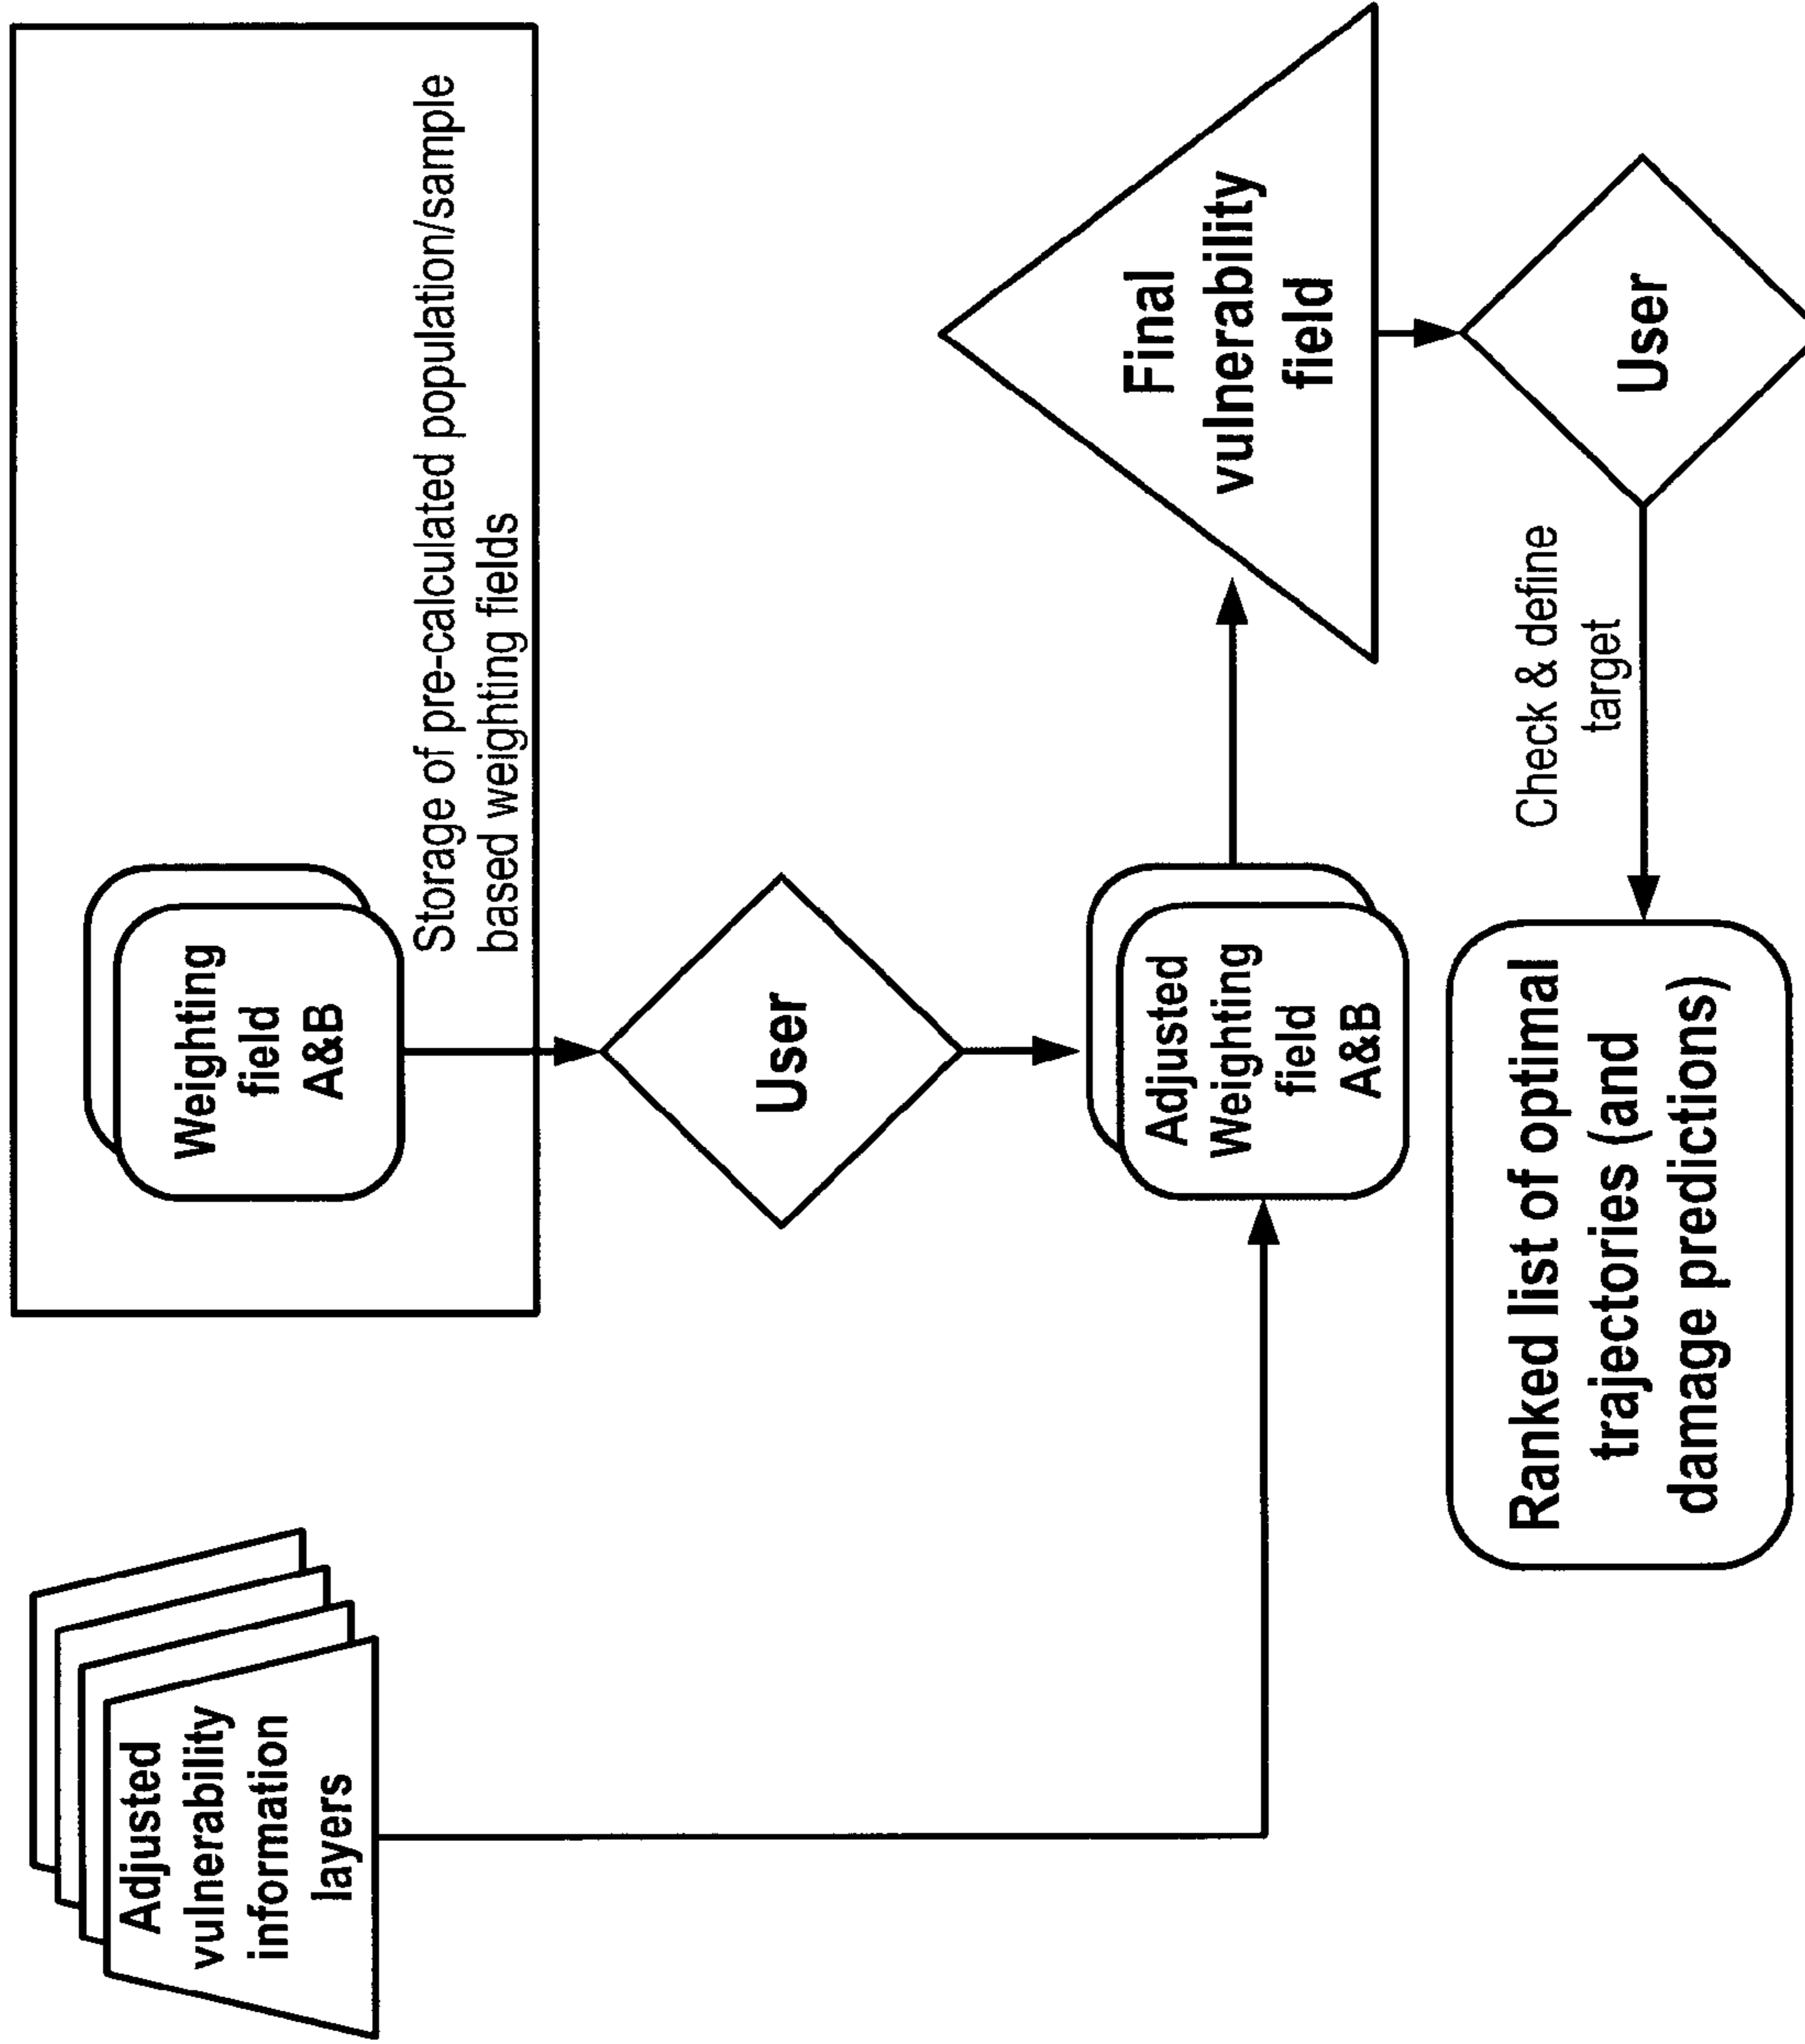 Adjusted
vulnerability
information
layers
Weighting
field
A&B
Storage of pre-calculated population/sample
based weighting fields
User
Adjusted
Weighting
field
A&B
Final
vulnerability
field
User
Check & define
target
Ranked list of optimal
trajectories (and
damage predictions)